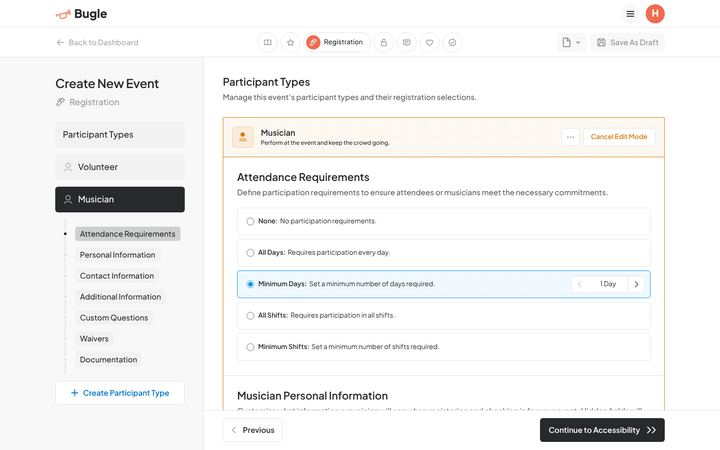 Bugle
H
Back to Dashboard
Registration
Save As Draft
Create New Event
Registration
Participant Types
Volunteer
Musician
Attendance Requirements
Personal Information
Contact Information
Additional Information
Custom Questions
Waivers
Documentation
Create Participant Type
Participant Types
Manage this event's participant types and their registration selections.
Musician
Perform at the event and keep the crowd going.
Cancel Edit Mode
Attendance Requirements
Define participation requirements to ensure attendees or musicians meet the necessary commitments.
None: No participation requirements.
All Days: Requires participation every day.
Minimum Days: Set a minimum number of days required.
1 Day
All Shifts: Requires participation in all shifts.
Minimum Shifts: Set a minimum number of shifts required.
Musician Personal Information
Previous
Continue to Accessibility